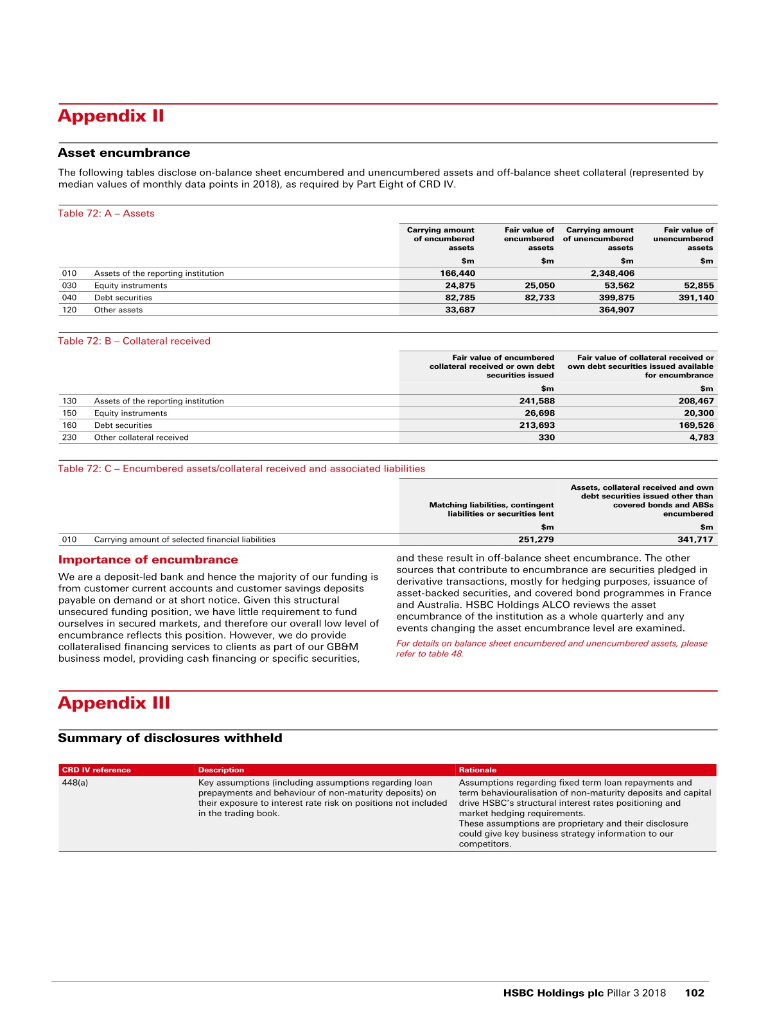 Appendix II
Asset encumbrance
The following tables disclose on-balance sheet encumbered and unencumbered assets and off-balance sheet collateral (represented by
median values of monthly data points in 2018), as required by Part Eight of CRD IV.
Table 72: A – Assets
Carrying amount of encumbered assets Fair value of encumbered assets Carrying amount of unencumbered assets Fair value of unencumbered assets
$m $m $m $m
010 Assets of the reporting institution 166,440 2,348,406
030 Equity instruments 24,875 25,050 53,562 52,855
040 Debt securities 82,785 82,733 399,875 391,140
120 Other assets 33,687 364,907
Table 72: B – Collateral received
Fair value of encumbered collateral received or own debt securities issued Fair value of collateral received or own debt securities issued available for encumbrance
$m $m
130 Assets of the reporting institution 241,588 208,467
150 Equity instruments 26,698 20,300
160 Debt securities 213,693 169,526
230 Other collateral received 330 4,783
Table 72: C – Encumbered assets/collateral received and associated liabilities
Matching liabilities, contingent liabilities or securities lent Assets, collateral received and own debt securities issued other than covered bonds and ABSs encumbered
$m $m
010 Carrying amount of selected financial liabilities 251,279 341,717
Importance of encumbrance
We are a deposit-led bank and hence the majority of our funding is
from customer current accounts and customer savings deposits
payable on demand or at short notice. Given this structural
unsecured funding position, we have little requirement to fund
ourselves in secured markets, and therefore our overall low level of
encumbrance reflects this position. However, we do provide
collateralised financing services to clients as part of our GB&M
business model, providing cash financing or specific securities,
and these result in off-balance sheet encumbrance. The other
sources that contribute to encumbrance are securities pledged in
derivative transactions, mostly for hedging purposes, issuance of
asset-backed securities, and covered bond programmes in France
and Australia. HSBC Holdings ALCO reviews the asset
encumbrance of the institution as a whole quarterly and any
events changing the asset encumbrance level are examined.
For details on balance sheet encumbered and unencumbered assets, please
refer to table 48.
Appendix III
Summary of disclosures withheld
CRD IV reference Description Rationale
448(a)
Key assumptions (including assumptions regarding loan
prepayments and behaviour of non-maturity deposits) on
their exposure to interest rate risk on positions not included
in the trading book.
Assumptions regarding fixed term loan repayments and
term behaviouralisation of non-maturity deposits and capital
drive HSBC's structural interest rates positioning and
market hedging requirements.
These assumptions are proprietary and their disclosure
could give key business strategy information to our
competitors.
HSBC Holdings plc Pillar 3 2018 102